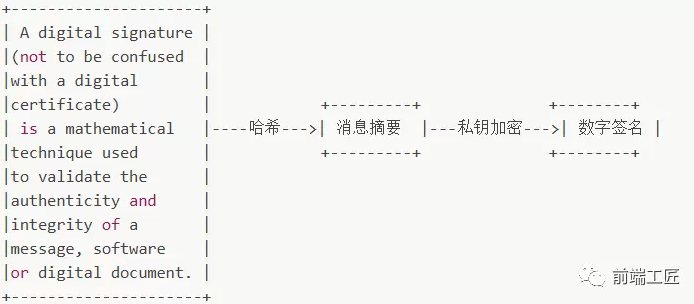 +--------------------+
| A digital signature |
|(not to be confused |
|with a digital |
|certificate) | +---------+ +--------+
| is a mathematical |----哈希--->| 消息摘要 |---私钥加密--->| 数字签名 |
|technique used | +---------+ +--------+
|to validate the |
|authenticity and |
|integrity of a |
|message, software |
|or digital document. |
+--------------------+
前端工匠